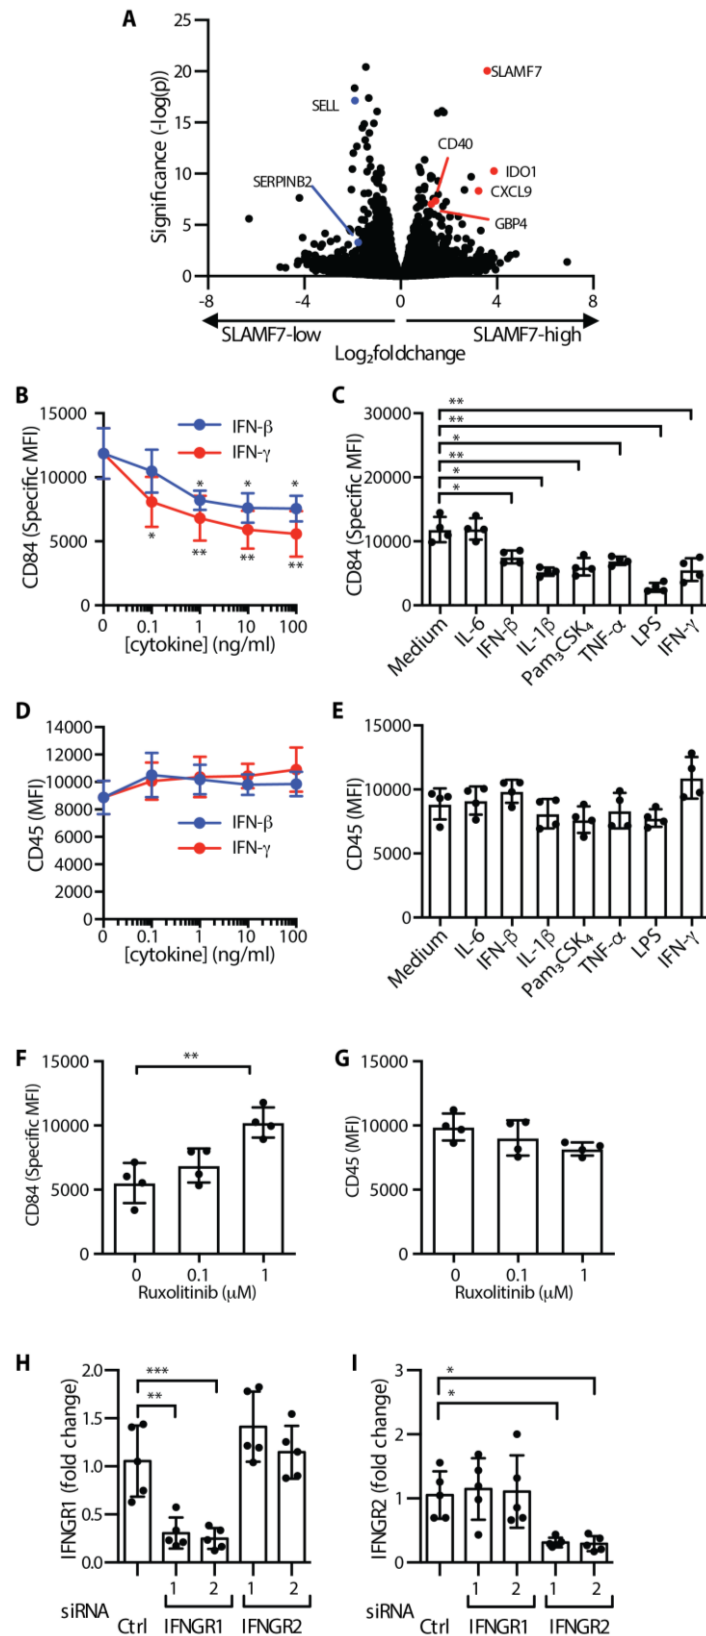 A
Significance (-log(p))
25
20
15
10
5
0
SLAMF7
SELL
CD40
IDO1
SERPINB2
CXCL9
GBP4
-8 -4 0 4 8
SLAMF7-low SLAMF7-high
Log₂foldchange
B
CD84 (Specific MFI)
15000
10000
5000
0
IFN-β
IFN-γ
* * *
* ** ** **
0 0.1 1 10 100
[cytokine] (ng/ml)
C
CD84 (Specific MFI)
30000
20000
10000
0
**
**
*
**
*
*
Medium IL-6 IFN-β IL-1β Pam₃CSK₄ TNF-α LPS IFN-γ
D
CD45 (MFI)
14000
12000
10000
8000
6000
4000
2000
0
IFN-β
IFN-γ
0 0.1 1 10 100
[cytokine] (ng/ml)
E
CD45 (MFI)
15000
10000
5000
0
Medium IL-6 IFN-β IL-1β Pam₃CSK₄ TNF-α LPS IFN-γ
F
CD84 (Specific MFI)
15000
10000
5000
0
**
0 0.1 1
Ruxolitinib (μM)
G
CD45 (MFI)
15000
10000
5000
0
0 0.1 1
Ruxolitinib (μM)
H
IFNGR1 (fold change)
2.0
1.5
1.0
0.5
0.0
***
**
1 2 1 2
siRNA
Ctrl IFNGR1 IFNGR2
I
IFNGR2 (fold change)
3
2
1
0
*
*
1 2 1 2
siRNA
Ctrl IFNGR1 IFNGR2